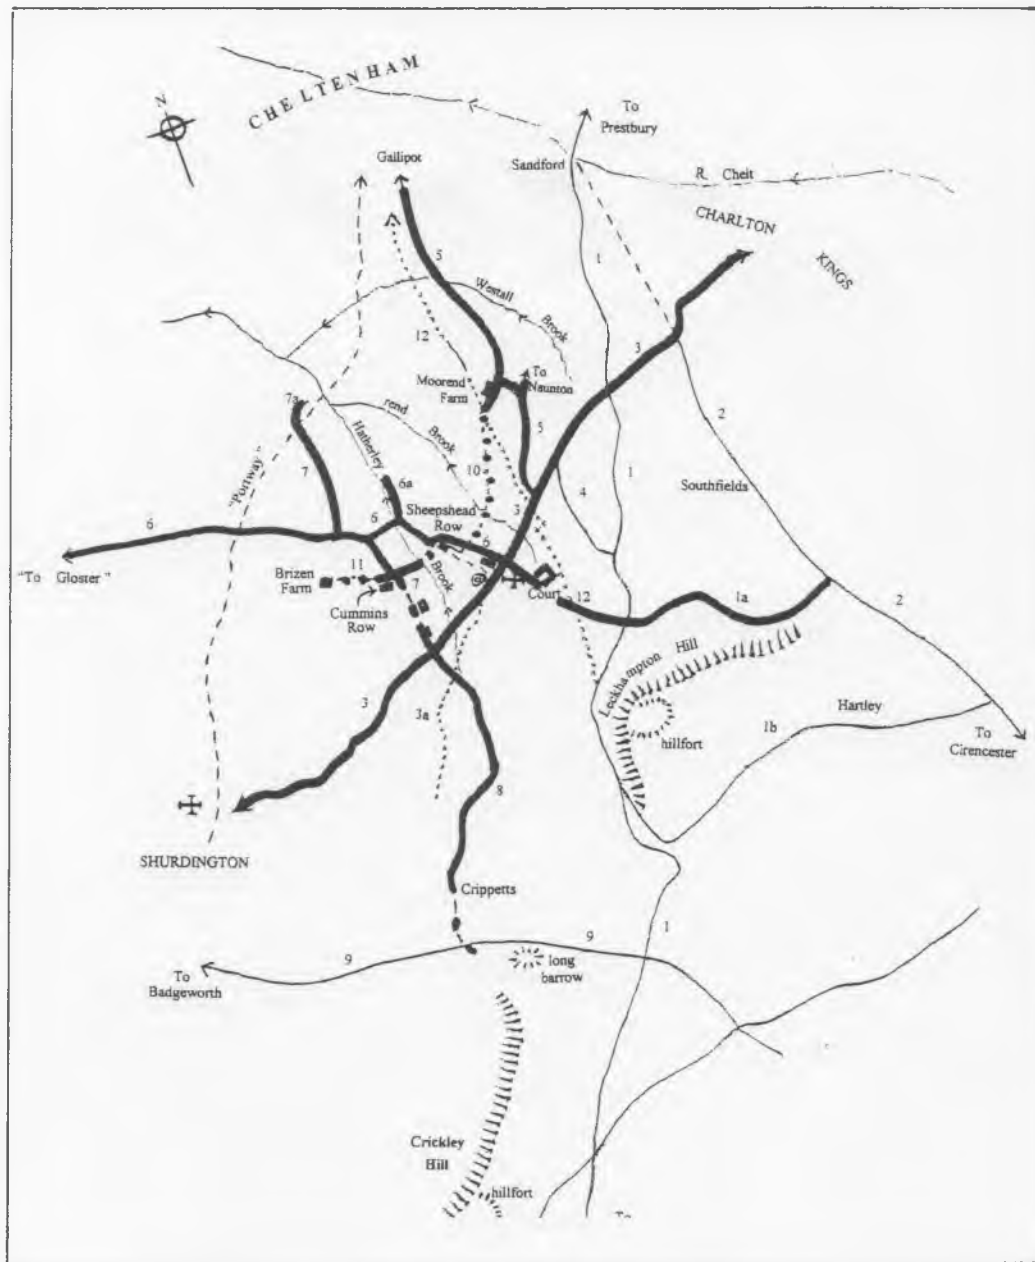 N
CHELTENHAM
To
Prestbury
Gallipot
Sandford
R. Chelt
CHARLTON
KINGS
5
1
Westall
Brook
12
3
To
Naunton
Moorend
Farm
7a
rend
Brook
2
Hatherley
5
1
"Portway"
7
10
6a
3
4
Southfields
Sheepshead
Row
6
6
6
"To Gloster"
11
Brizen
Farm
Brook
7
Court
12
1a
2
Cummins
Row
Leckhampton Hill
3
3a
hillfort
1b
Hartley
To
Cirencester
8
SHURDINGTON
Crippetts
1
9
9
long
barrow
To
Badgeworth
Crickley
Hill
hillfort